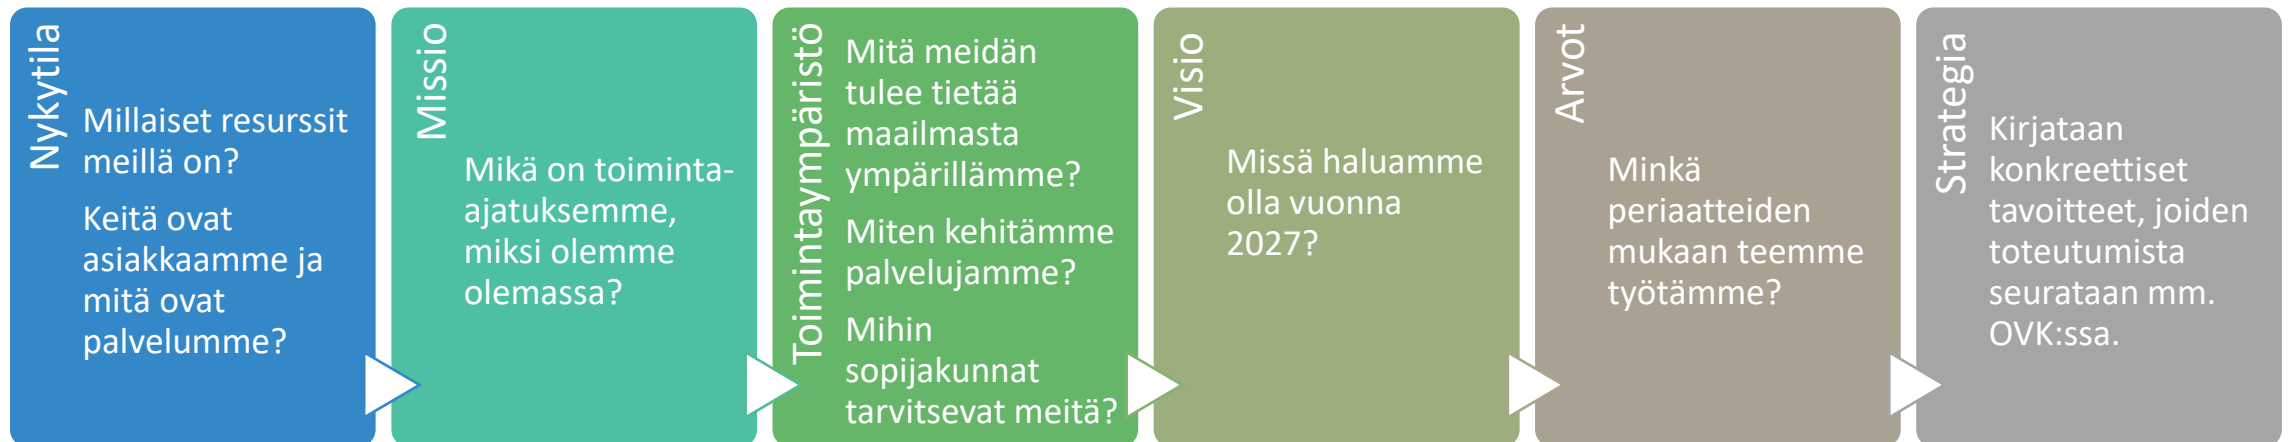 Nykytila
Millaiset resurssit
meillä on?
Keitä ovat
asiakkaamme ja
mitä ovat
palvelumme?
Missio
Mikä on toiminta-
ajatuksemme,
miksi olemme
olemassa?
Toimintaympäristö
Mitä meidän
tulee tietää
maailmasta
ympärillämme?
Miten kehitämme
palvelujamme?
Mihin
sopijakunnat
tarvitsevat meitä?
Visio
Missä haluamme
olla vuonna
2027?
Arvot
Minkä
periaatteiden
mukaan teemme
työtämme?
Strategia
Kirjataan
konkreettiset
tavoitteet, joiden
toteutumista
seurataan mm.
OVK:ssa.